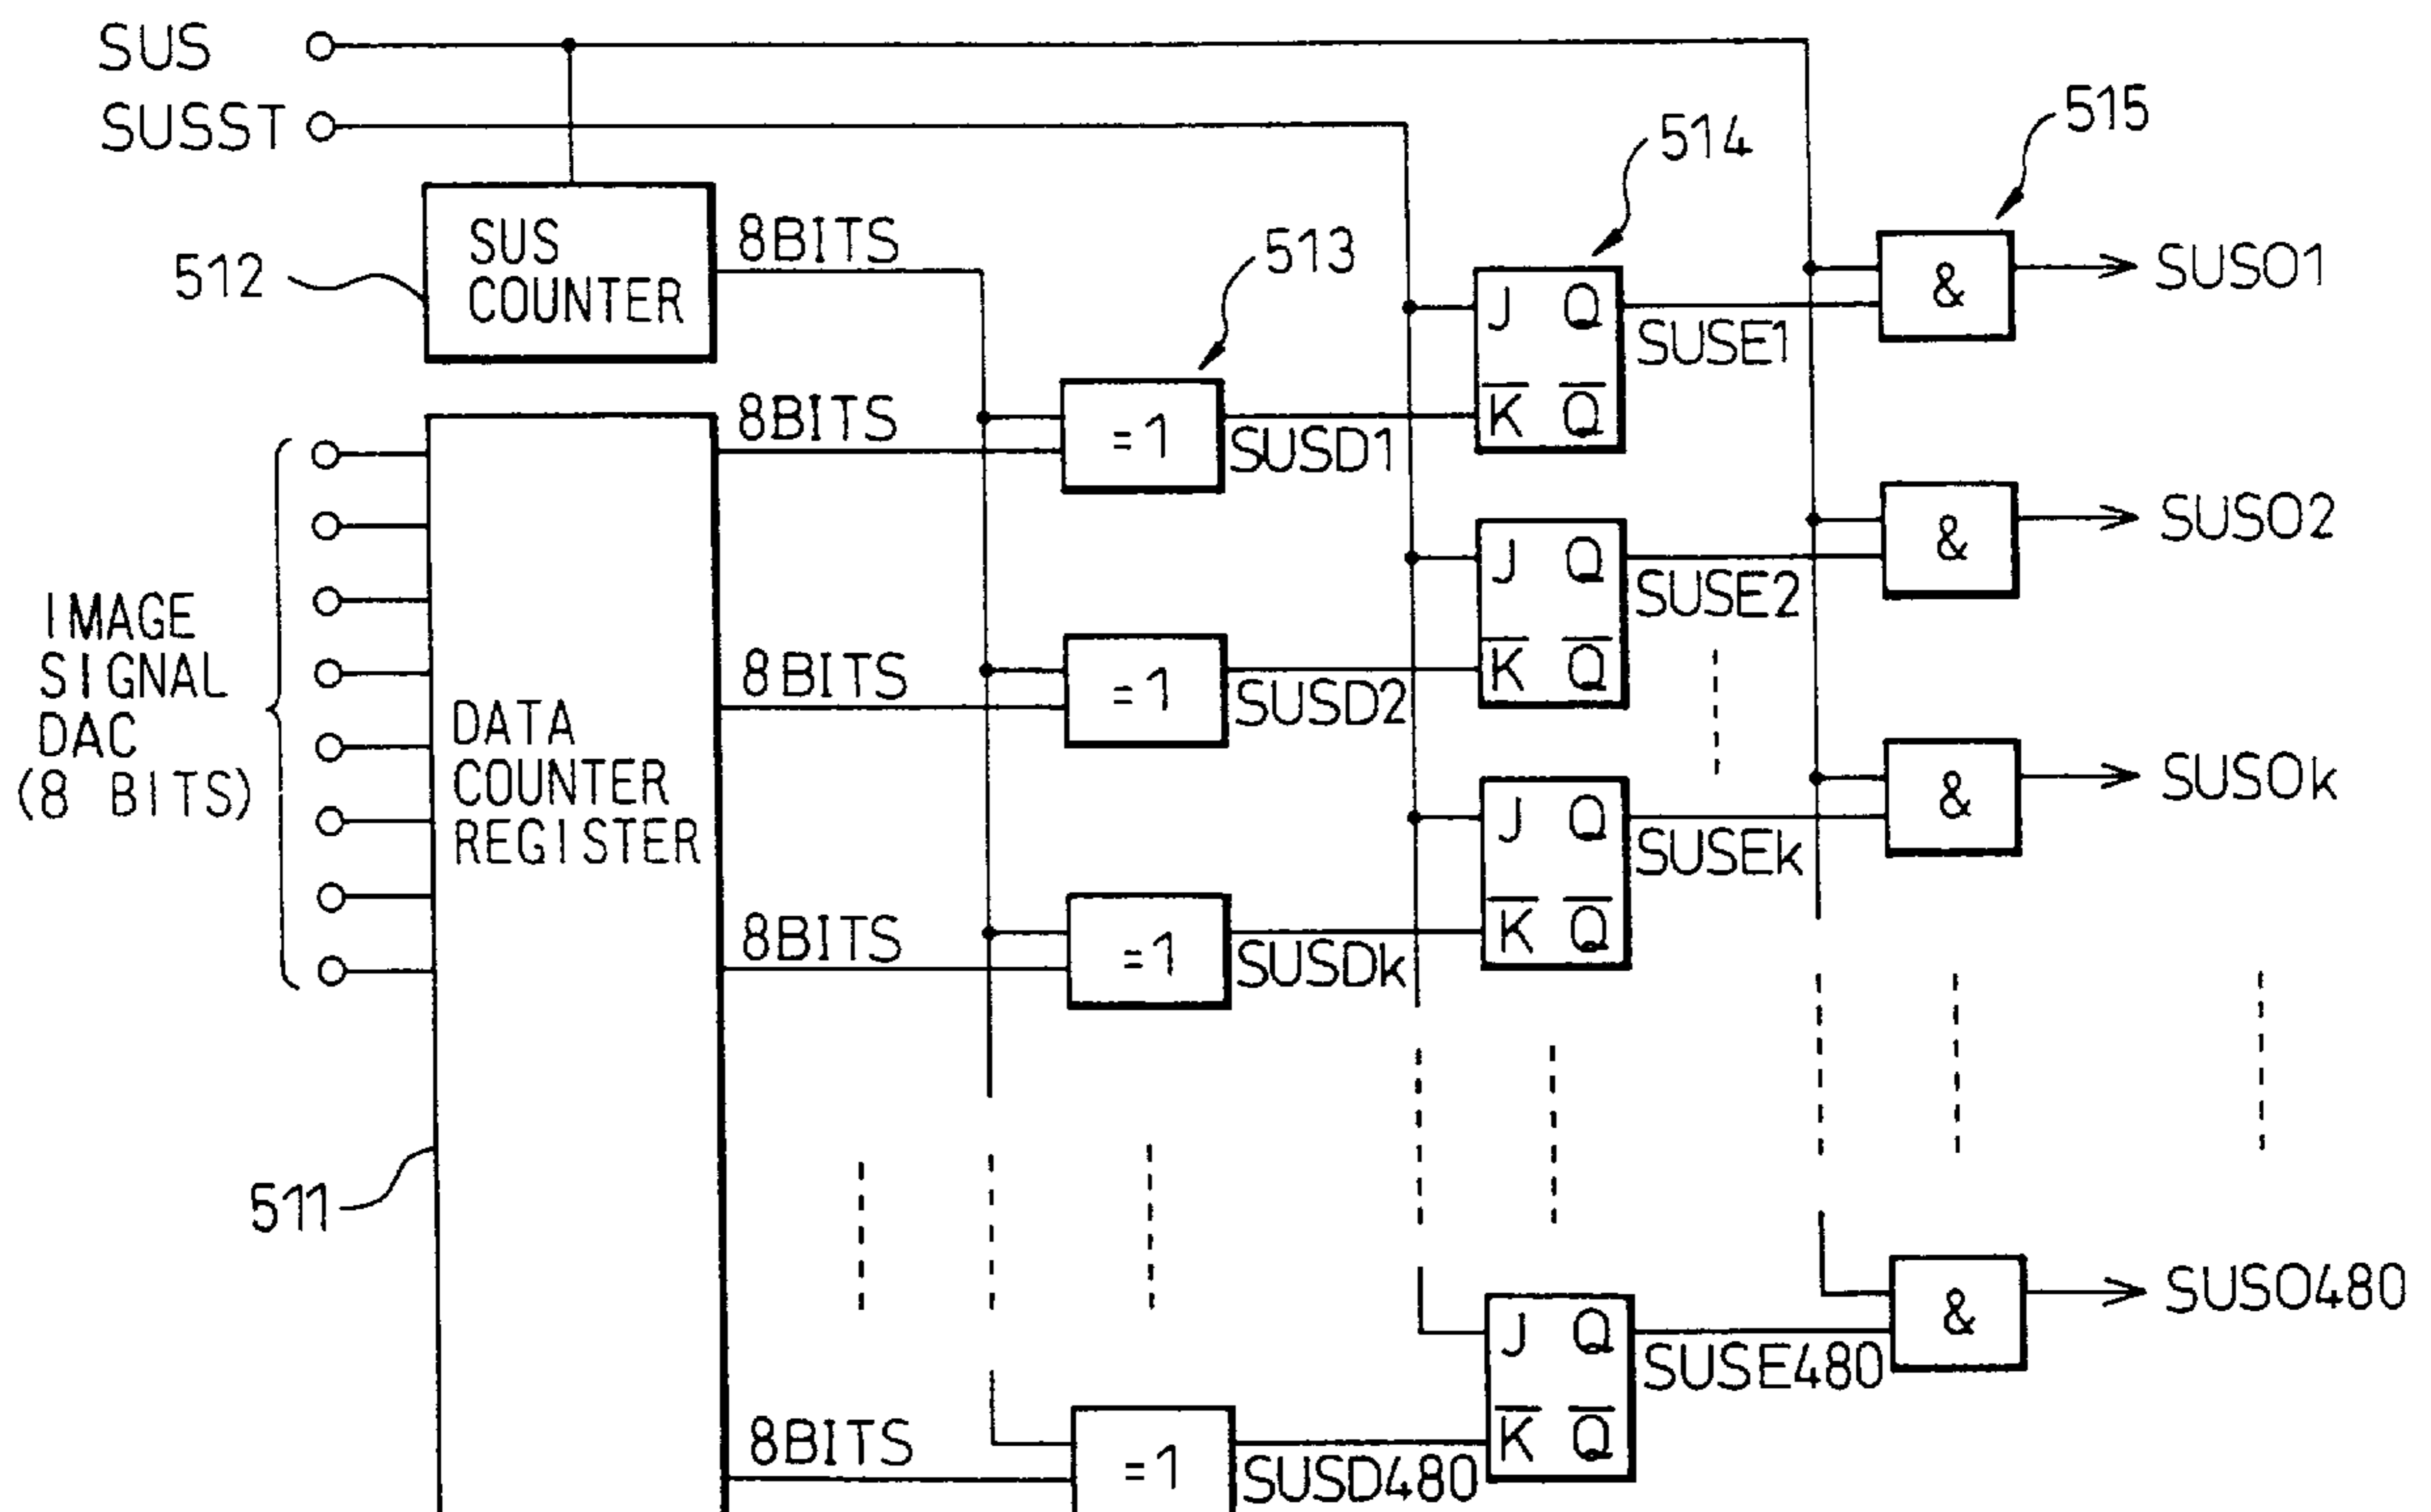 SUS
SUSST
515
514
513
512
SUS
COUNTER
8BITS
J Q
K Q
SUSE1
&
SUSO1
8BITS
=1
SUSD1
J Q
K Q
SUSE2
&
SUSO2
IMAGE
SIGNAL
DAC
(8 BITS)
DATA
COUNTER
REGISTER
8BITS
=1
SUSD2
J Q
K Q
SUSEk
&
SUSOk
8BITS
=1
SUSDk
511
J Q
K Q
SUSE480
&
SUSO480
8BITS
=1
SUSD480